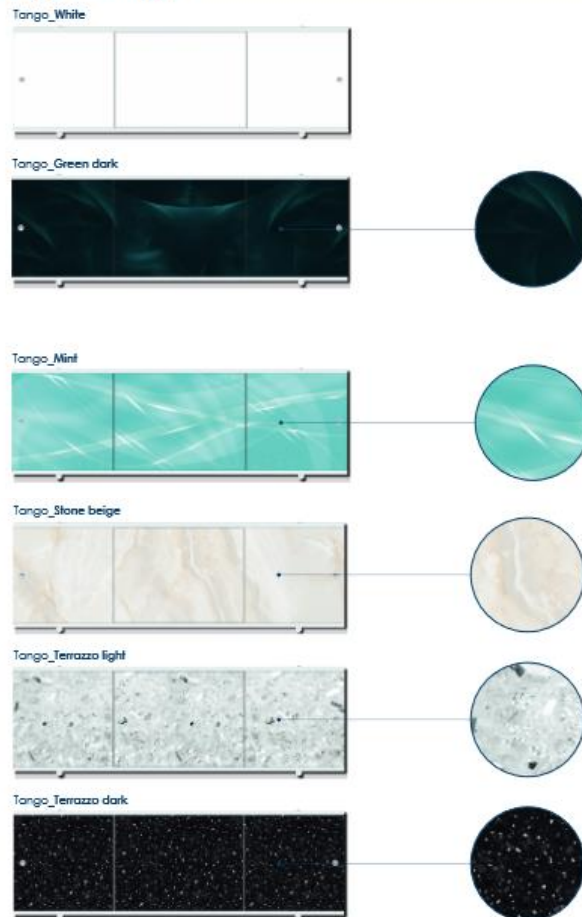 Tango_White
Tango_Green dark
Tango_Mint
Tango_Stone beige
Tango_Terrazzo light
Tango_Terrazzo dark